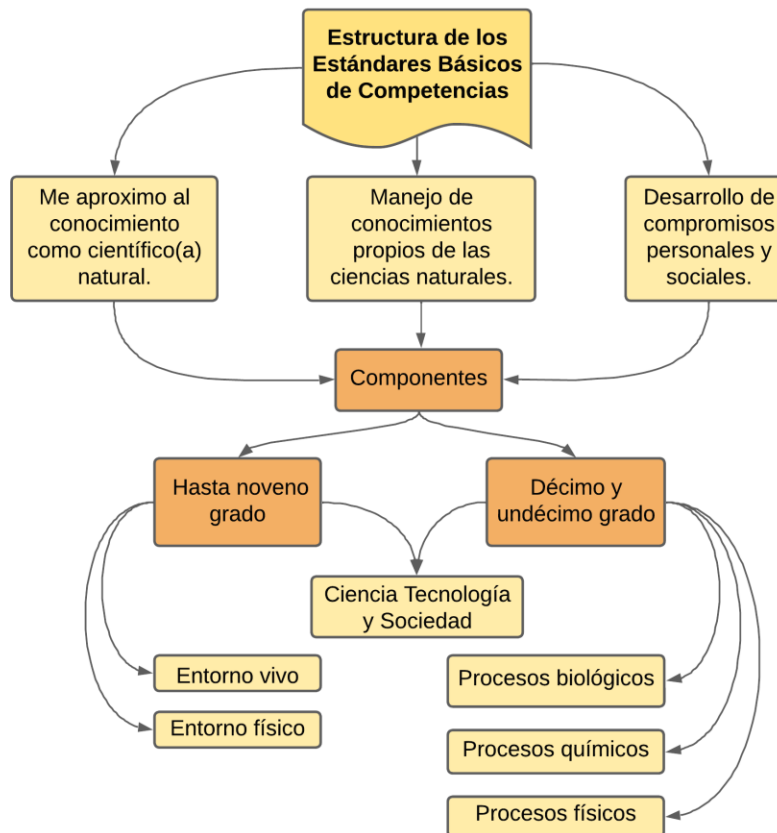 Estructura de los
Estándares Básicos
de Competencias
Me aproximo al
conocimiento
como científico(a)
natural.
Manejo de
conocimientos
propios de las
ciencias naturales.
Desarrollo de
compromisos
personales y
sociales.
Componentes
Hasta noveno
grado
Décimo y
undécimo grado
Ciencia Tecnología
y Sociedad
Entorno vivo
Entorno físico
Procesos biológicos
Procesos químicos
Procesos físicos